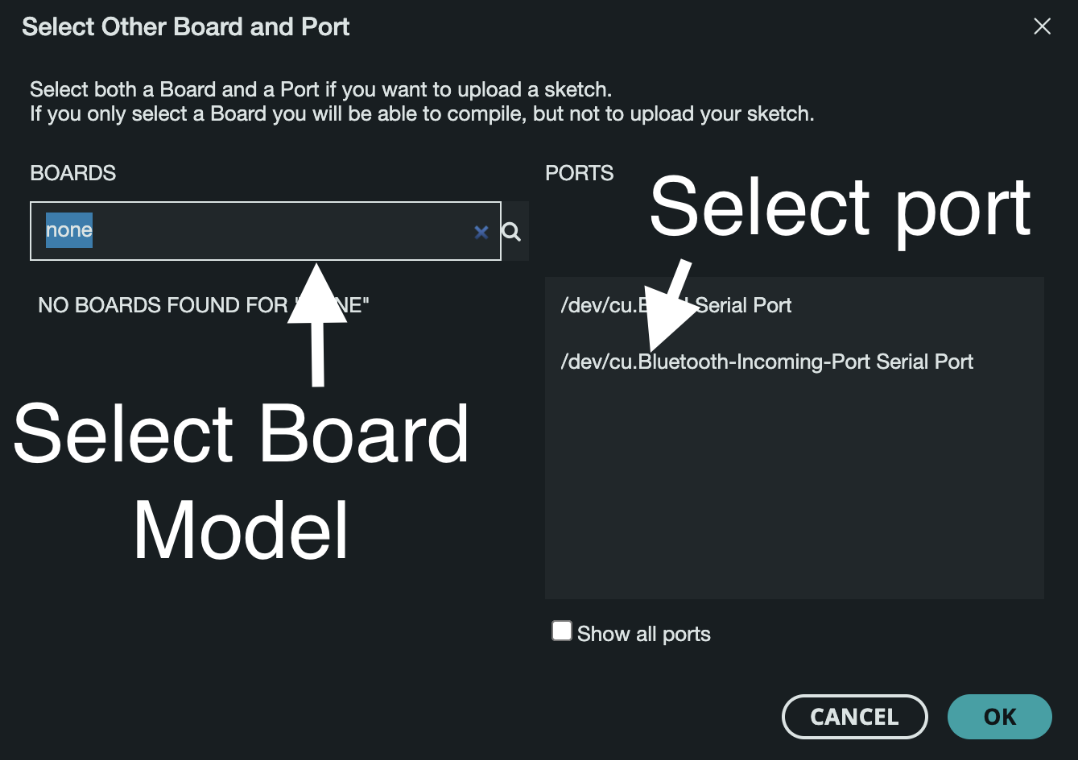 Select Other Board and Port
Select both a Board and a Port if you want to upload a sketch.
If you only select a Board you will be able to compile, but not to upload your sketch.
BOARDS
none
NO BOARDS FOUND FOR
Select Board
Model
PORTS
Select port
/dev/cu. Serial Port
/dev/cu.Bluetooth-Incoming-Port Serial Port
Show all ports
CANCEL
OK